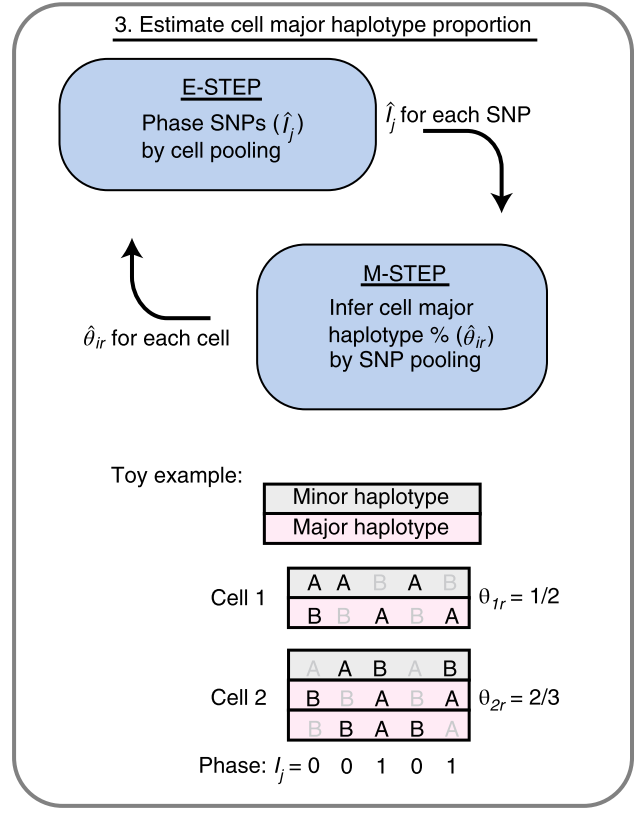 3. Estimate cell major haplotype proportion
E-STEP
Phase SNPs (Î_j)
by cell pooling
Î_j for each SNP
M-STEP
Infer cell major
haplotype % (θ̂_ir)
by SNP pooling
θ̂_ir for each cell
Toy example:
Minor haplotype
Major haplotype
A A B A B
Cell 1
θ_1r = 1/2
B B A B A
A A B A B
Cell 2
B B A B A
θ_2r = 2/3
B B A B A
Phase: I_j = 0 0 1 0 1